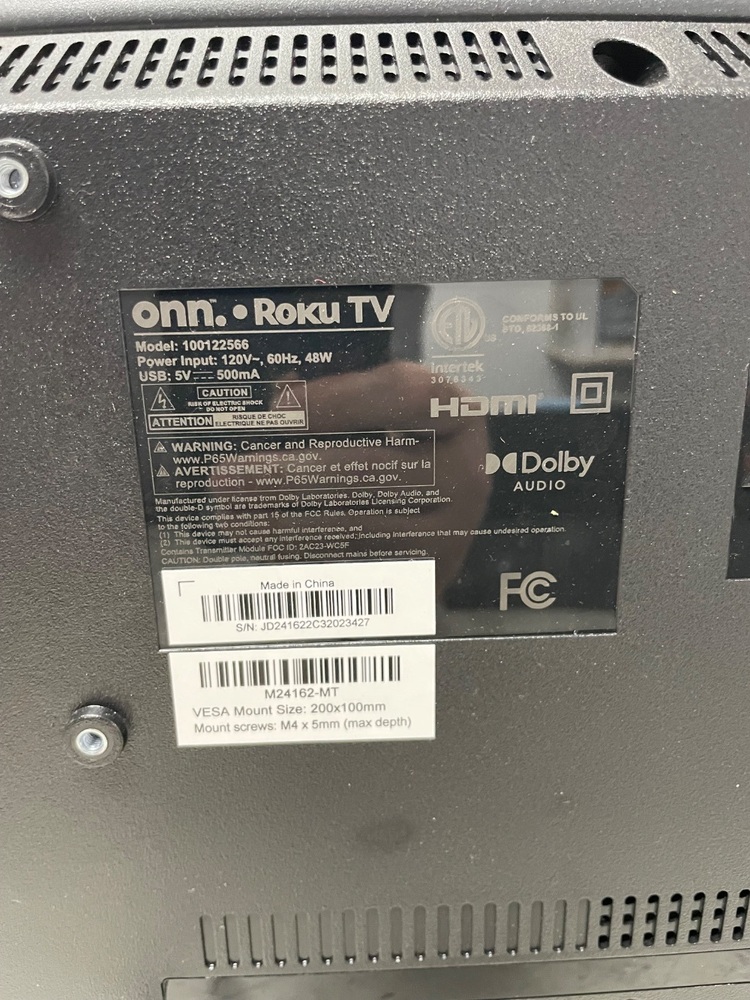 onn.™ • Roku TV
Model: 100122566
Power Input: 120V~, 60Hz, 48W
USB: 5V⎓500mA
CAUTION
RISK OF ELECTRIC SHOCK
DO NOT OPEN
ATTENTION
RISQUE DE CHOC
ELECTRIQUE NE PAS OUVRIR
ETL
US
CONFORMS TO UL
STD.
Intertek
HDMI
WARNING: Cancer and Reproductive Harm-
www.P65Warnings.ca.gov.
AVERTISSEMENT: Cancer et effet nocif sur la
reproduction - www.P65Warnings.ca.gov.
Dolby
AUDIO
Manufactured under license from Dolby Laboratories. Dolby, Dolby Audio, and
the double-D symbol are trademarks of Dolby Laboratories Licensing Corporation.
This device complies with part 15 of the FCC Rules. Operation is subject
to the following two conditions:
(1) This device may not cause harmful interference, and
(2) This device must accept any interference received, including interference that may cause undesired operation.
Contains Transmitter Module FCC ID: 2AC23-WC5F
CAUTION: Double pole, neutral fusing. Disconnect mains before servicing.
FC
Made in China
S/N: JD241622C32023427
M24162-MT
VESA Mount Size: 200x100mm
Mount screws: M4 x 5mm (max depth)